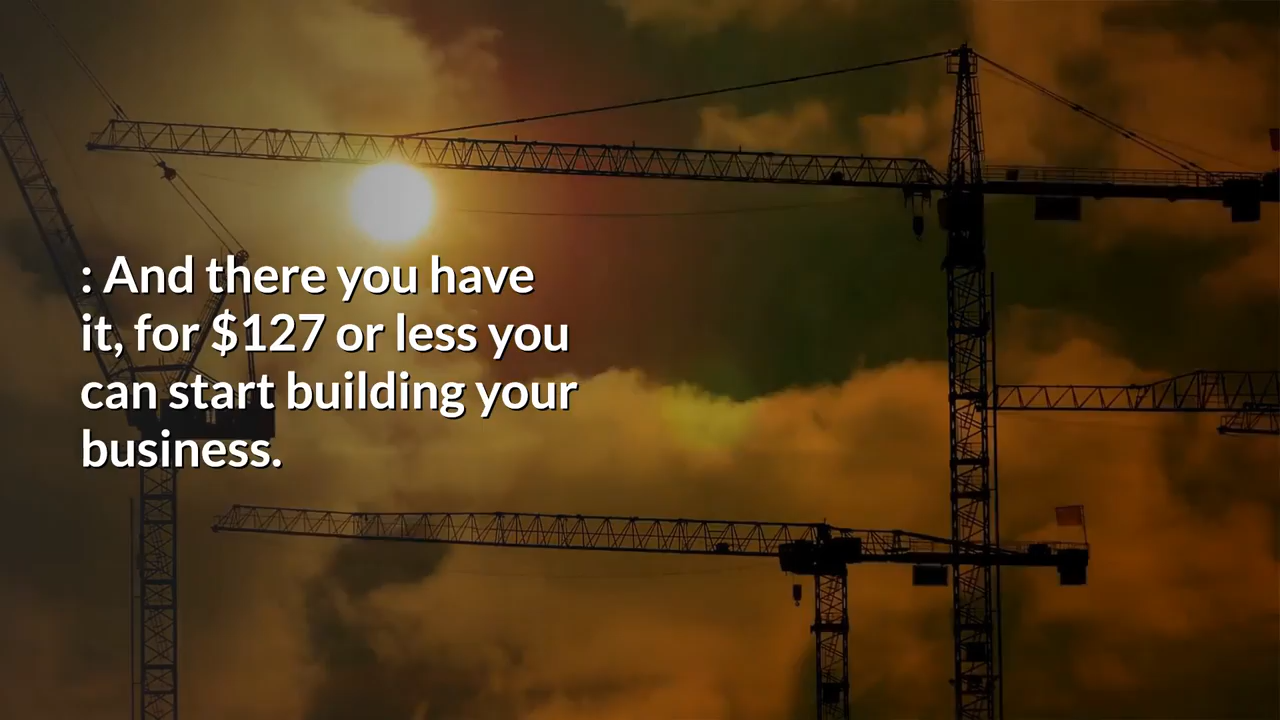 : And there you have
it, for $127 or less you
can start building your
business.